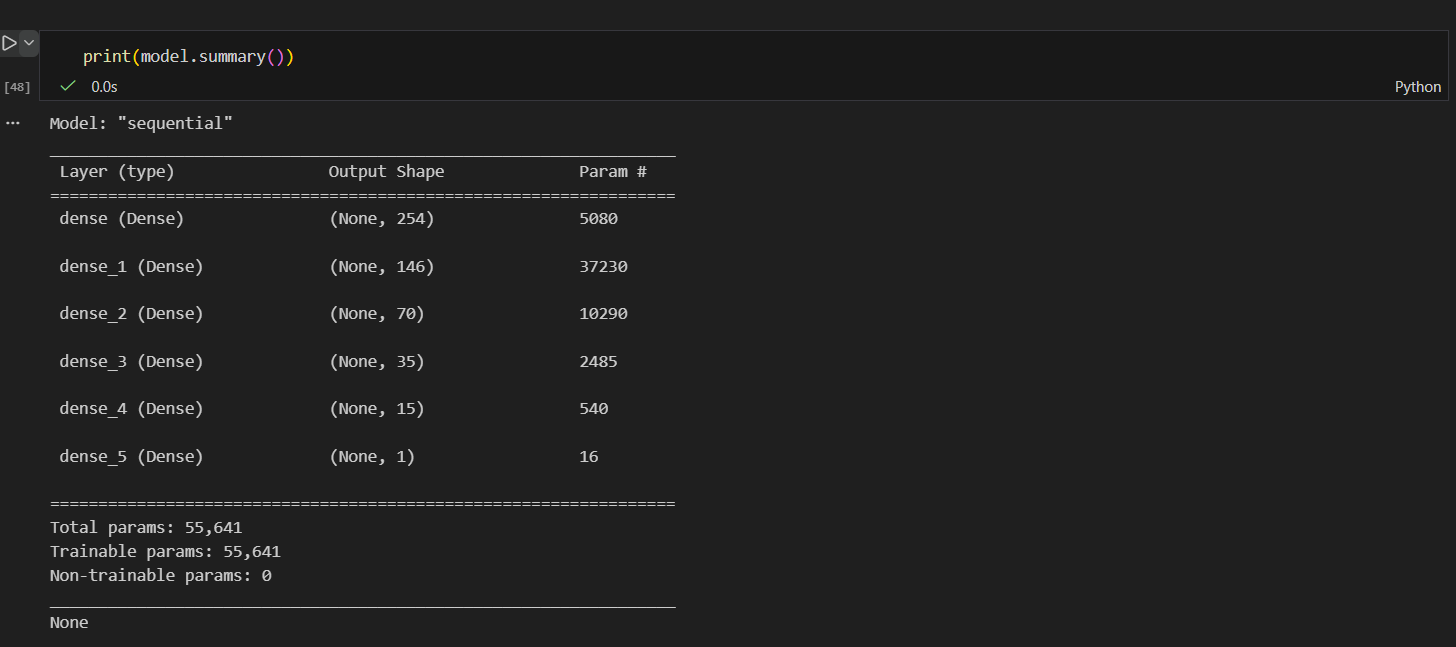 print(model.summary())
[48] 0.0s Python
Model: "sequential"
_________________________________________________________________
Layer (type) Output Shape Param #
=================================================================
dense (Dense) (None, 254) 5080
dense_1 (Dense) (None, 146) 37230
dense_2 (Dense) (None, 70) 10290
dense_3 (Dense) (None, 35) 2485
dense_4 (Dense) (None, 15) 540
dense_5 (Dense) (None, 1) 16
=================================================================
Total params: 55,641
Trainable params: 55,641
Non-trainable params: 0
_________________________________________________________________
None